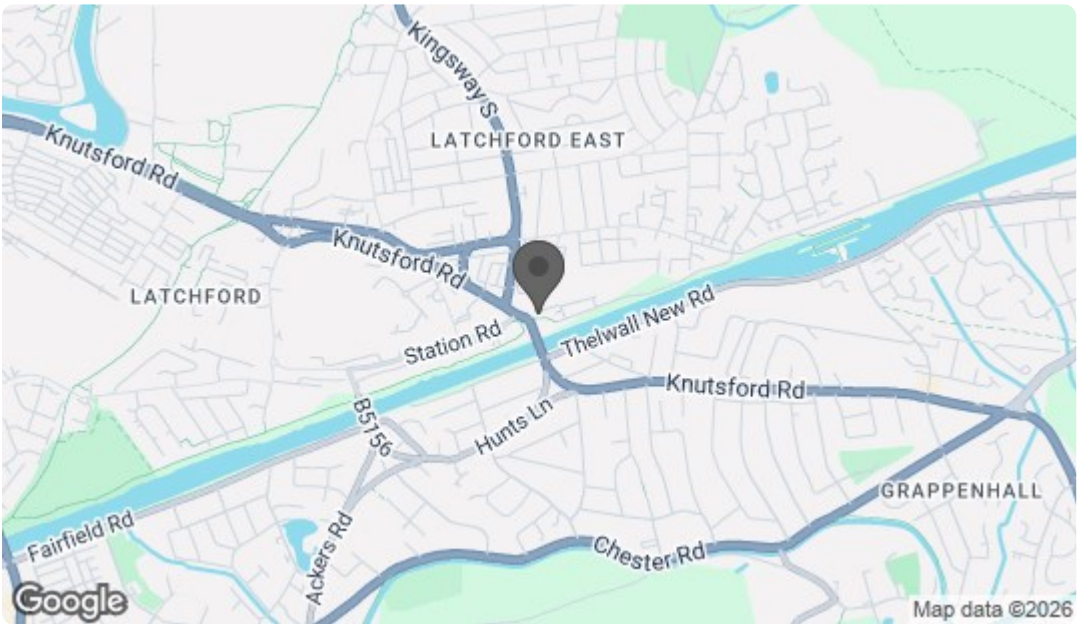 Kingsway S
LATCHFORD EAST
Knutsford Rd
Knutsford Rd
LATCHFORD
Thelwall New Rd
Station Rd
Knutsford Rd
B5156
Hunts Ln
GRAPPENHALL
Fairfield Rd
Ackers Rd
Chester Rd
Google
Map data ©2026